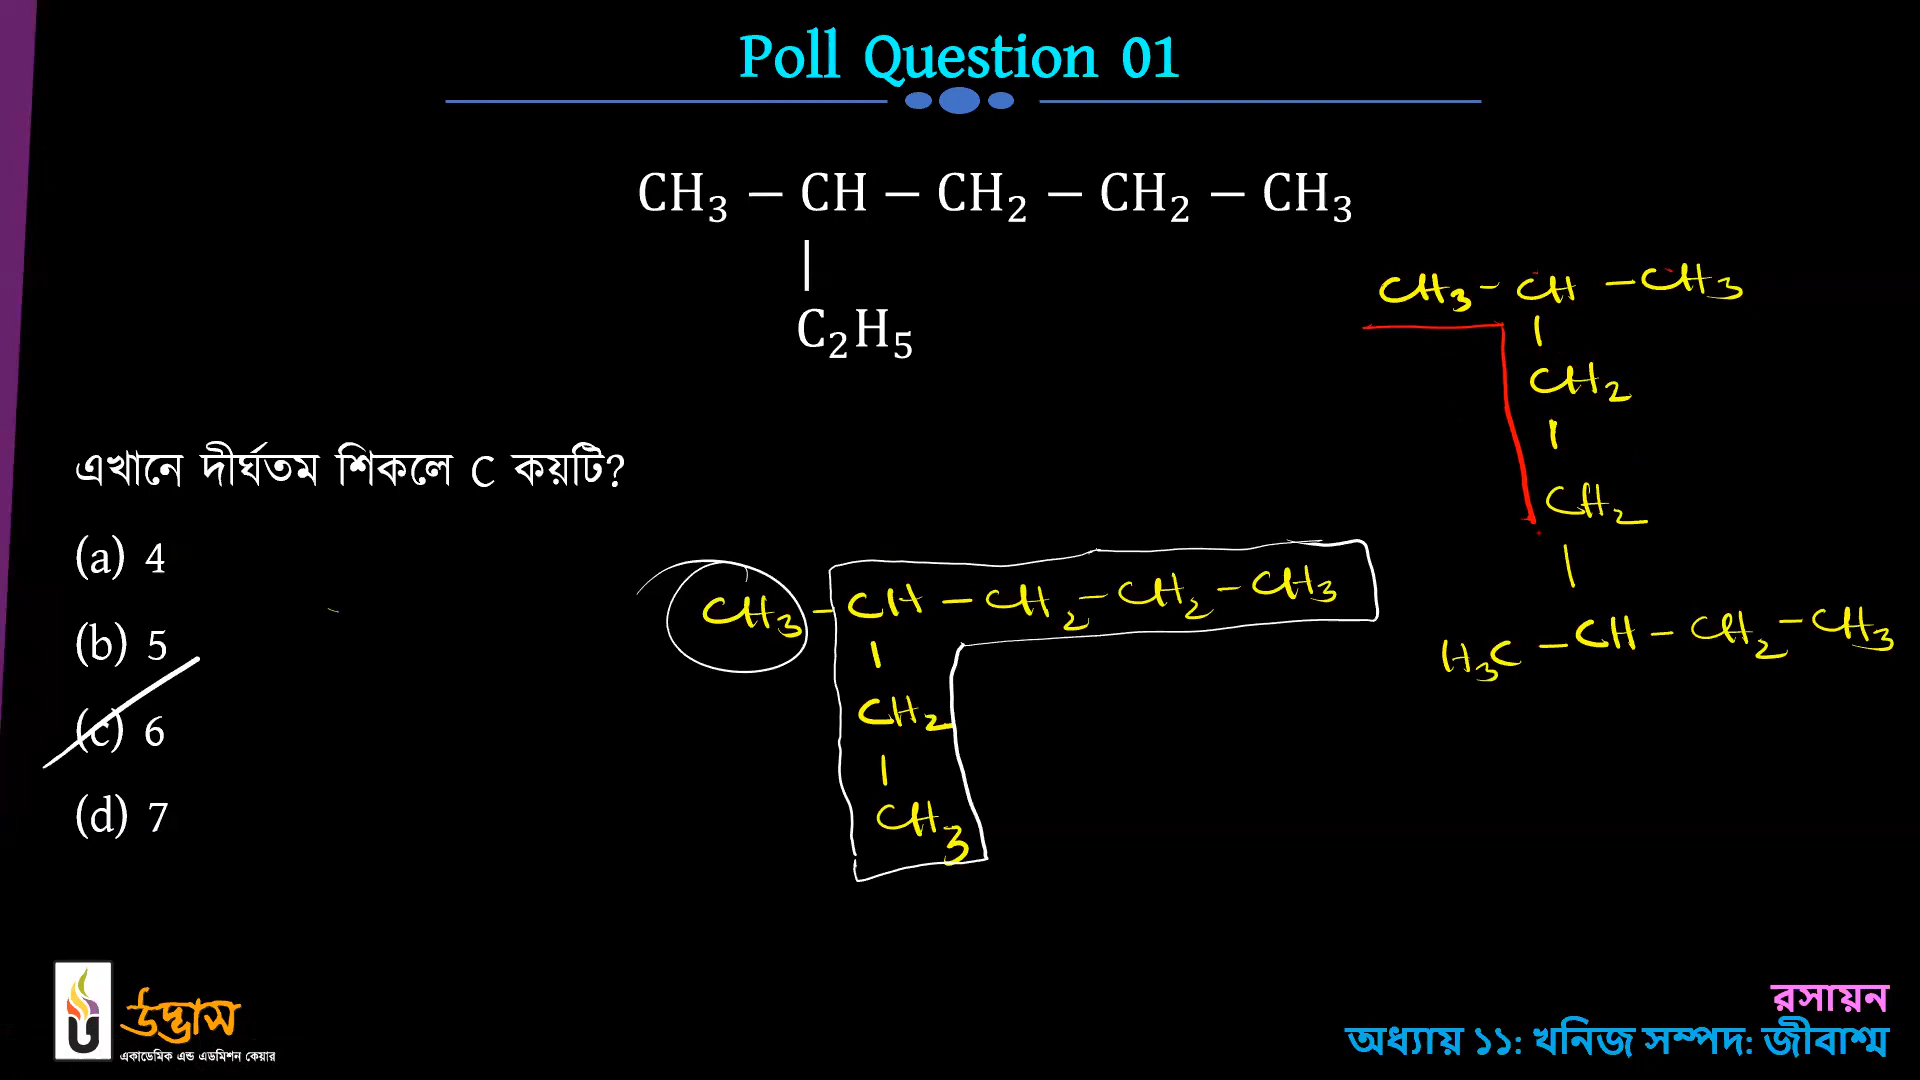 Poll Question 01
CH₃ – CH – CH₂ – CH₂ – CH₃
|
C₂H₅
CH₃ - CH - CH₃
|
CH₂
|
CH₂
|
H₃C - CH - CH₂ - CH₃
এখানে দীর্ঘতম শিকলে C কয়টি?
(a) 4
(b) 5
(c) 6
(d) 7
CH₃ - CH - CH₂ - CH₂ - CH₃
|
CH₂
|
CH₃
উদ্ভাস
একাডেমিক এন্ড এডমিশন কেয়ার
রসায়ন
অধ্যায় ১১: খনিজ সম্পদ: জীবাশ্ম